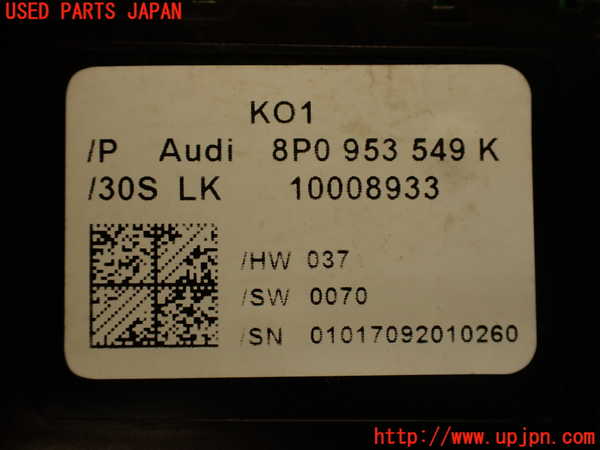 USED PARTS JAPAN
KO1
/P Audi 8P0 953 549 K
/30S LK 10008933
/HW 037
/SW 0070
/SN 01017092010260
http://www.upjpn.com/